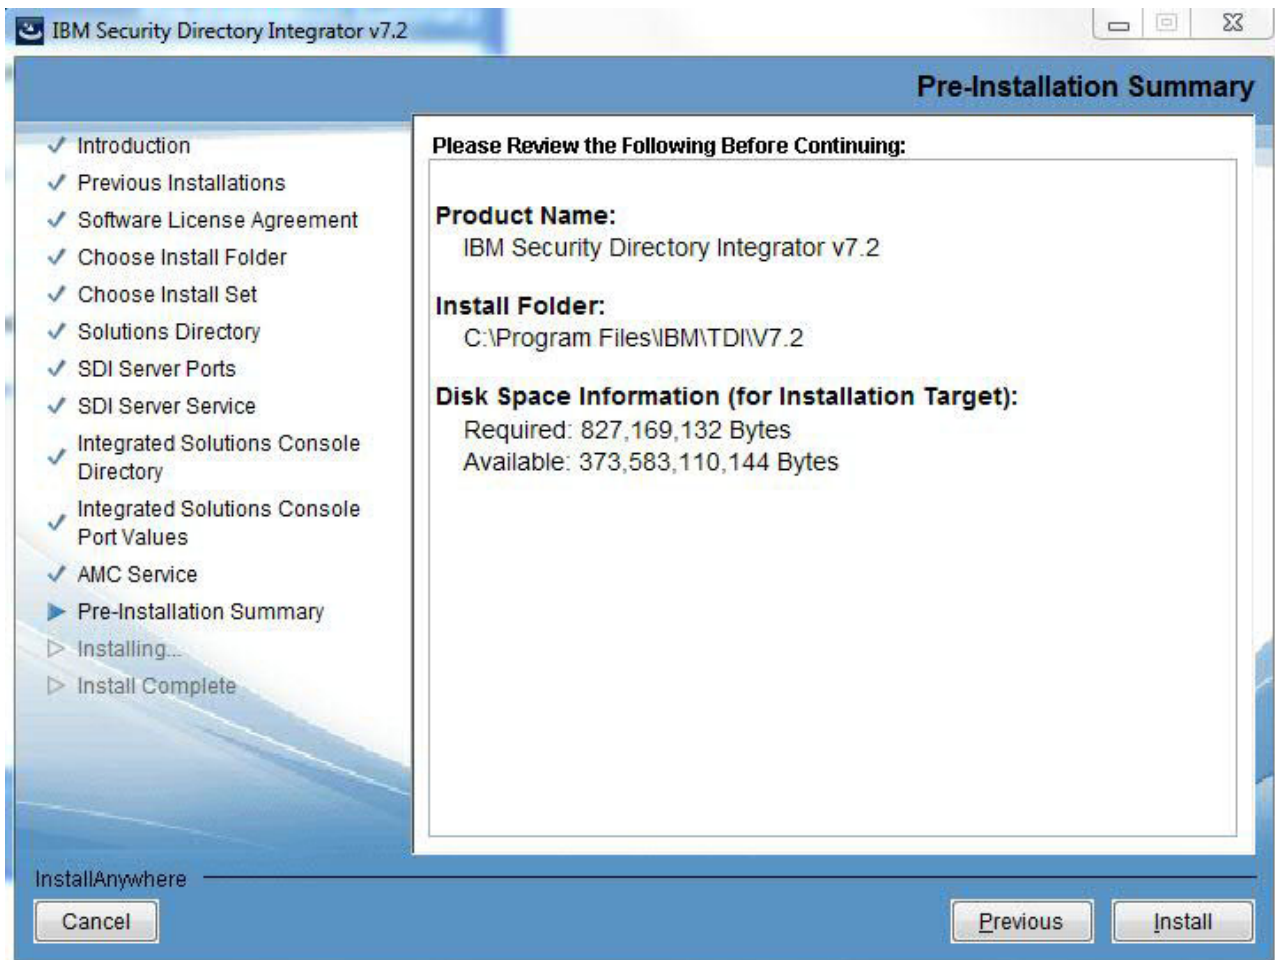 IBM Security Directory Integrator v7.2
Pre-Installation Summary
Introduction
Previous Installations
Software License Agreement
Choose Install Folder
Choose Install Set
Solutions Directory
SDI Server Ports
SDI Server Service
Integrated Solutions Console
Directory
Integrated Solutions Console
Port Values
AMC Service
Pre-Installation Summary
Installing...
Install Complete
Please Review the Following Before Continuing:
Product Name:
IBM Security Directory Integrator v7.2
Install Folder:
C:\Program Files\IBM\TDI\V7.2
Disk Space Information (for Installation Target):
Required: 827,169,132 Bytes
Available: 373,583,110,144 Bytes
InstallAnywhere
Cancel
Previous
Install